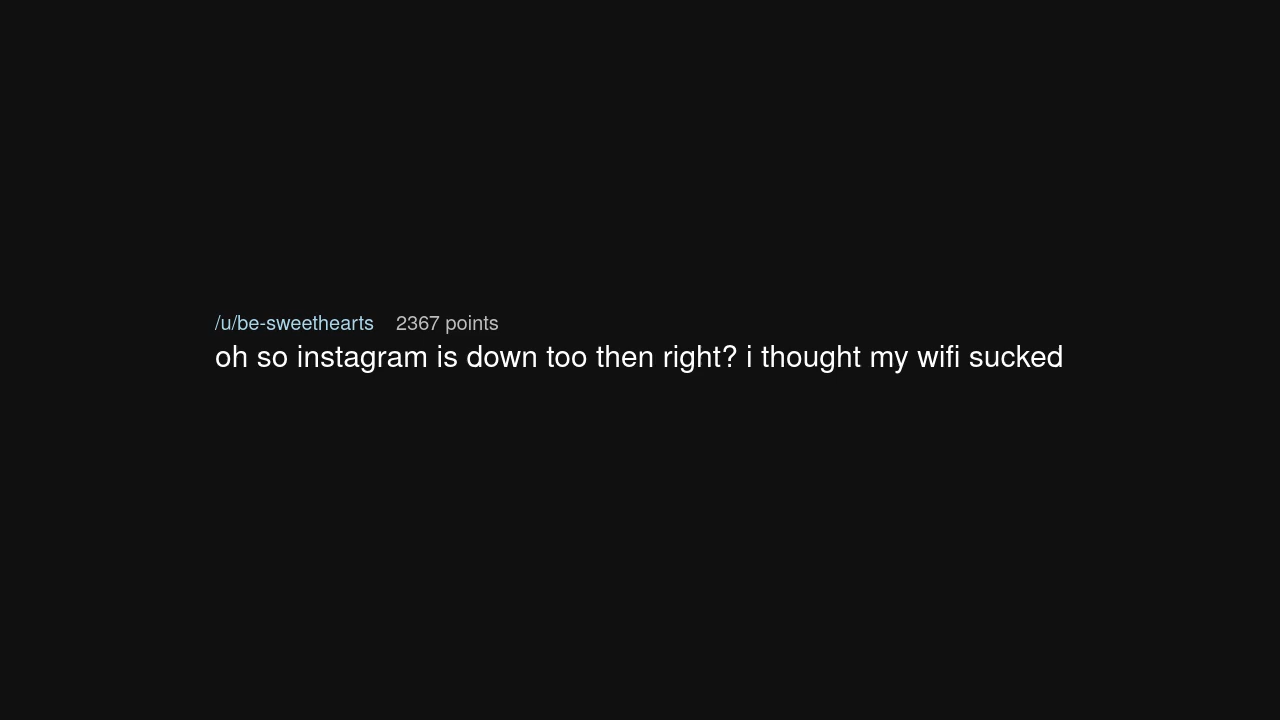 /u/be-sweethearts 2367 points
oh so instagram is down too then right? i thought my wifi sucked